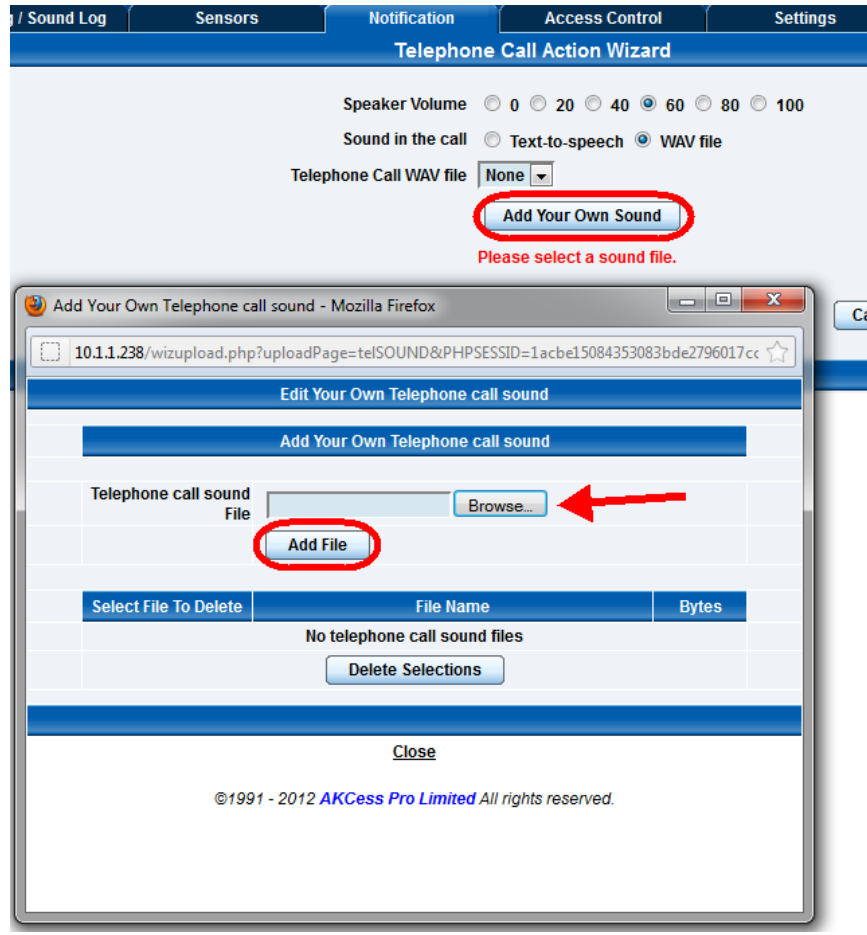 / Sound Log Sensors Notification Access Control Settings
Telephone Call Action Wizard
Speaker Volume 0 20 40 60 80 100
Sound in the call Text-to-speech WAV file
Telephone Call WAV file None
Add Your Own Sound
Please select a sound file.
Add Your Own Telephone call sound - Mozilla Firefox
10.1.1.238/wizupload.php?uploadPage=telSOUND&PHPSESSID=1acbe15084353083bde2796017cc
Edit Your Own Telephone call sound
Add Your Own Telephone call sound
Telephone call sound
File
Browse...
Add File
Select File To Delete File Name Bytes
No telephone call sound files
Delete Selections
Close
©1991 - 2012 AKCess Pro Limited All rights reserved.